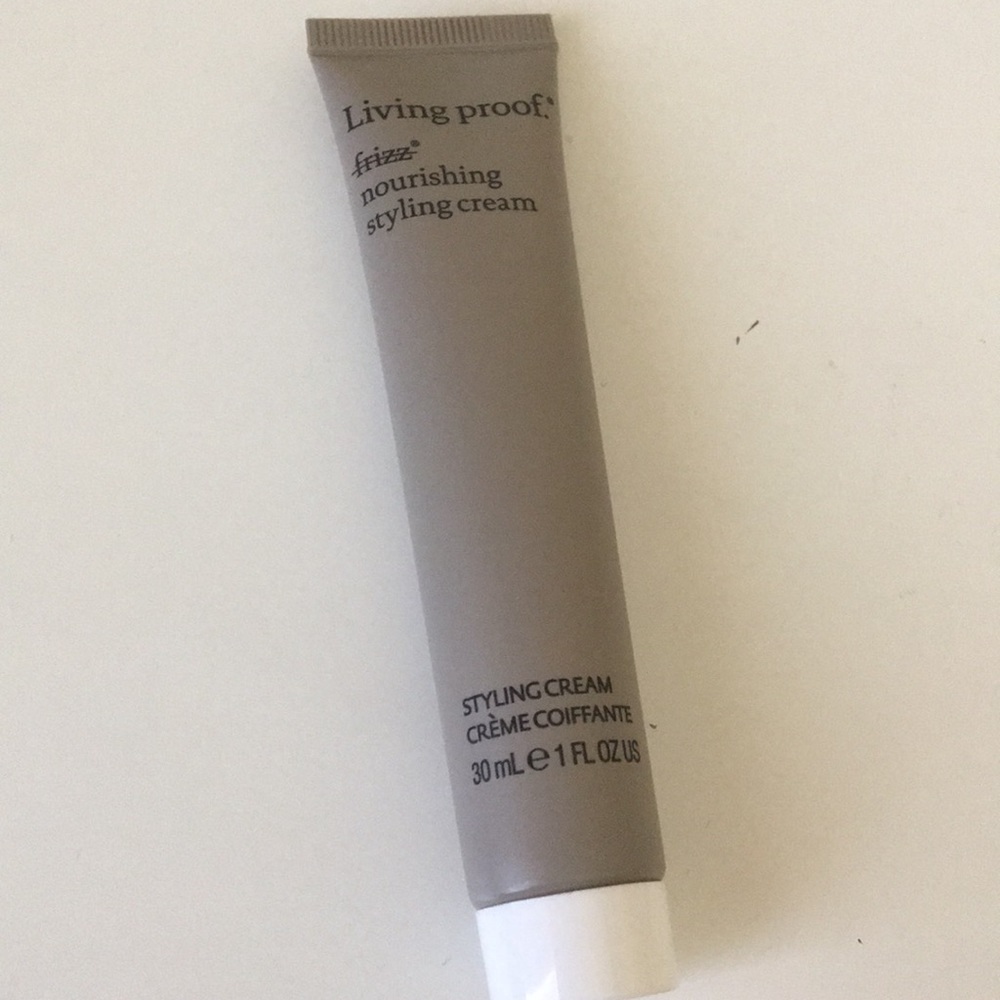 Living proof.
frizz®
nourishing
styling cream
STYLING CREAM
CRÈME COIFFANTE
30 mL ℮ 1 FL OZ US